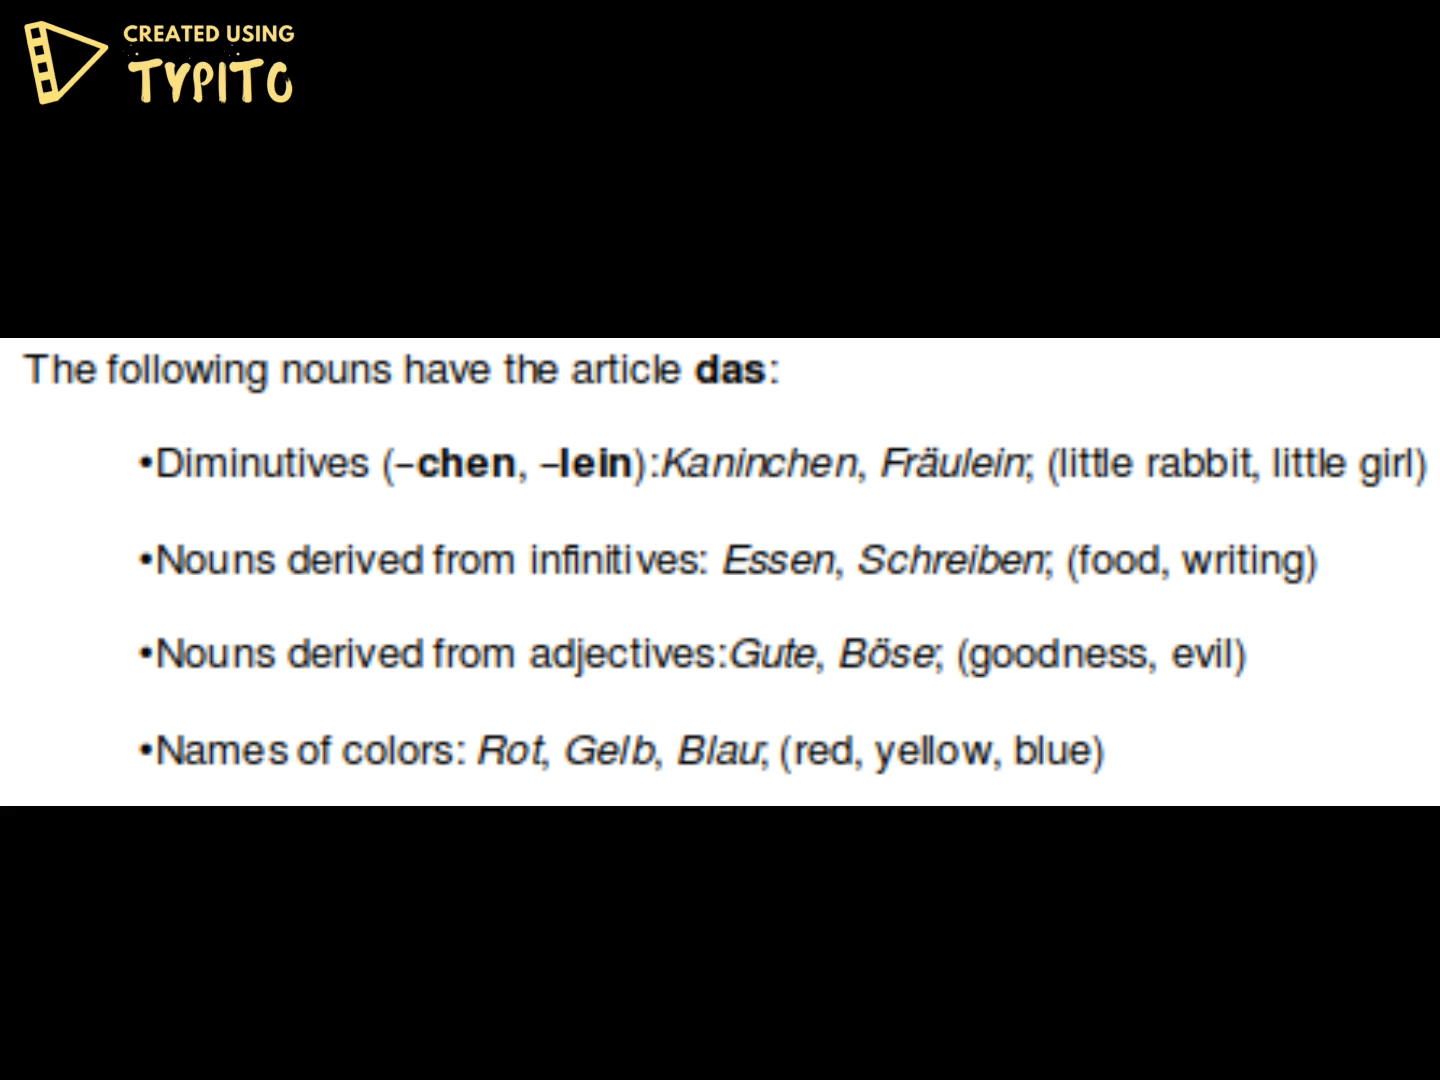 CREATED USING
TYPITO
The following nouns have the article das:
•Diminutives (–chen, –lein):Kaninchen, Fräulein; (little rabbit, little girl)
•Nouns derived from infinitives: Essen, Schreiben; (food, writing)
•Nouns derived from adjectives:Gute, Böse; (goodness, evil)
•Names of colors: Rot, Gelb, Blau; (red, yellow, blue)